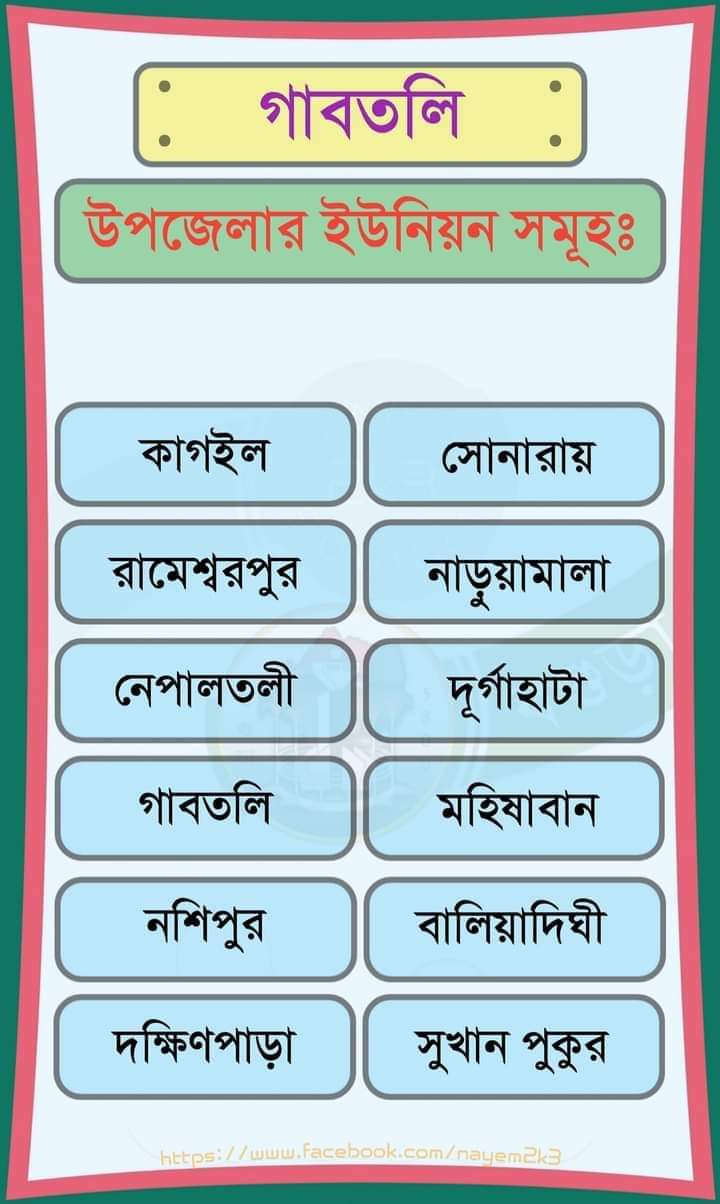 গাবতলি
উপজেলার ইউনিয়ন সমূহঃ
কাগইল
সোনারায়
রামেশ্বরপুর
নাড়ুয়ামালা
নেপালতলী
দূর্গাহাটা
গাবতলি
মহিষাবান
নশিপুর
বালিয়াদিঘী
দক্ষিণপাড়া
সুখান পুকুর
https://www.facebook.com/nayem2k3